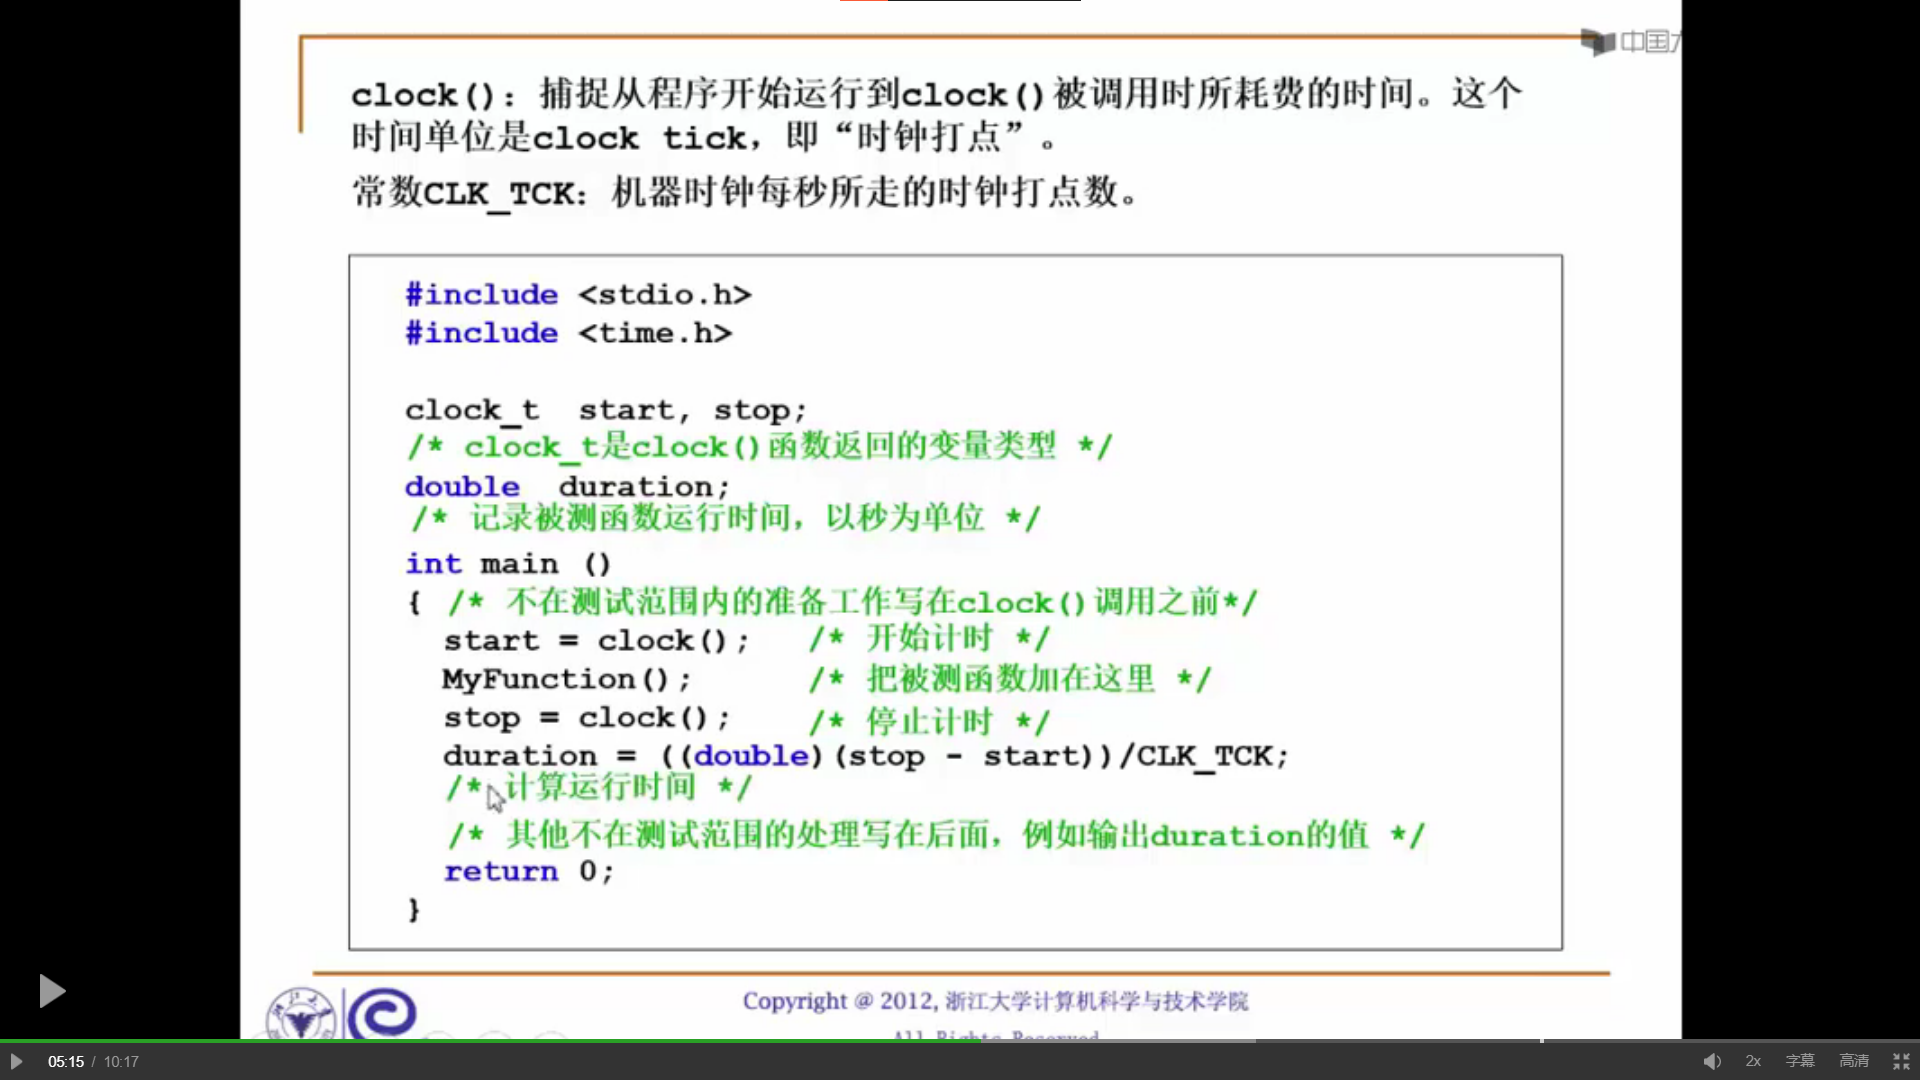 中国
clock()：捕捉从程序开始运行到clock()被调用时所耗费的时间。这个
时间单位是clock tick，即“时钟打点”。
常数CLK_TCK：机器时钟每秒所走的时钟打点数。
#include <stdio.h>
#include <time.h>
clock_t  start, stop;
/* clock_t是clock()函数返回的变量类型 */
double  duration;
/* 记录被测函数运行时间，以秒为单位 */
int main ()
{ /* 不在测试范围内的准备工作写在clock()调用之前*/
start = clock();   /* 开始计时 */
MyFunction();      /* 把被测函数加在这里 */
stop = clock();    /* 停止计时 */
duration = ((double)(stop - start))/CLK_TCK;
/* 计算运行时间 */
/* 其他不在测试范围的处理写在后面，例如输出duration的值 */
return 0;
}
Copyright @ 2012, 浙江大学计算机科学与技术学院
All Rights Reserved
05:15 / 10:17
2x
字幕
高清